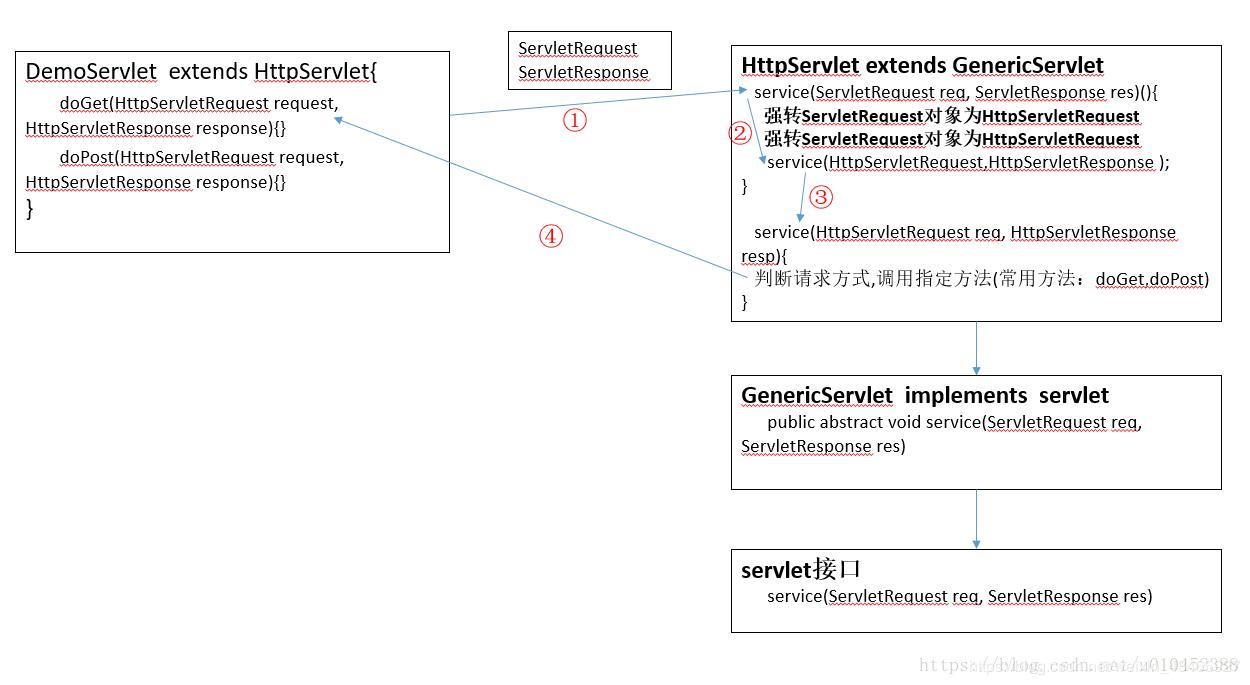 DemoServlet extends HttpServlet{
doGet(HttpServletRequest request,
HttpServletResponse response){}
doPost(HttpServletRequest request,
HttpServletResponse response){}
}
ServletRequest
ServletResponse
①
④
HttpServlet extends GenericServlet
service(ServletRequest req, ServletResponse res)(){
强转ServletRequest对象为HttpServletRequest
②
强转ServletRequest对象为HttpServletRequest
service(HttpServletRequest,HttpServletResponse );
}
③
service(HttpServletRequest req, HttpServletResponse
resp){
判断请求方式,调用指定方法(常用方法：doGet,doPost)
}
GenericServlet implements servlet
public abstract void service(ServletRequest req,
ServletResponse res)
servlet接口
service(ServletRequest req, ServletResponse res)
https://blog.csdn.net/u010452388